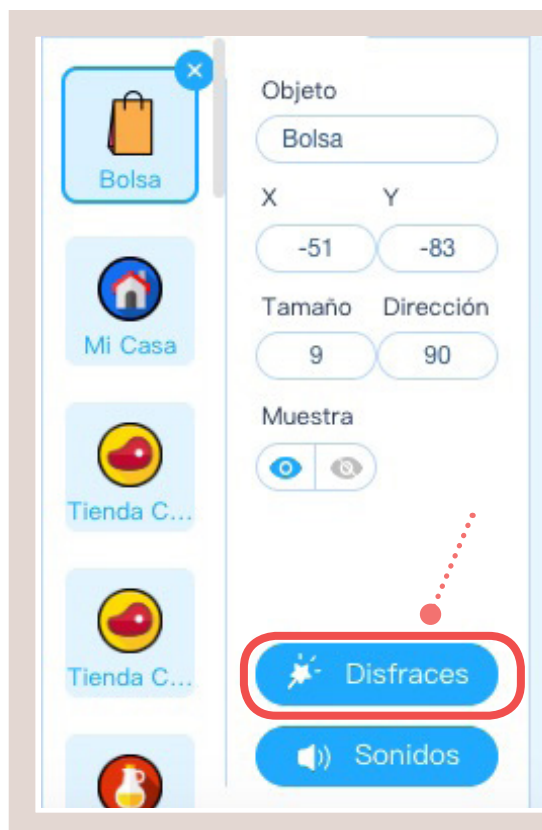 Bolsa
Mi Casa
Tienda C...
Tienda C...
Objeto
Bolsa
X Y
-51 -83
Tamaño Dirección
9 90
Muestra
Disfraces
Sonidos